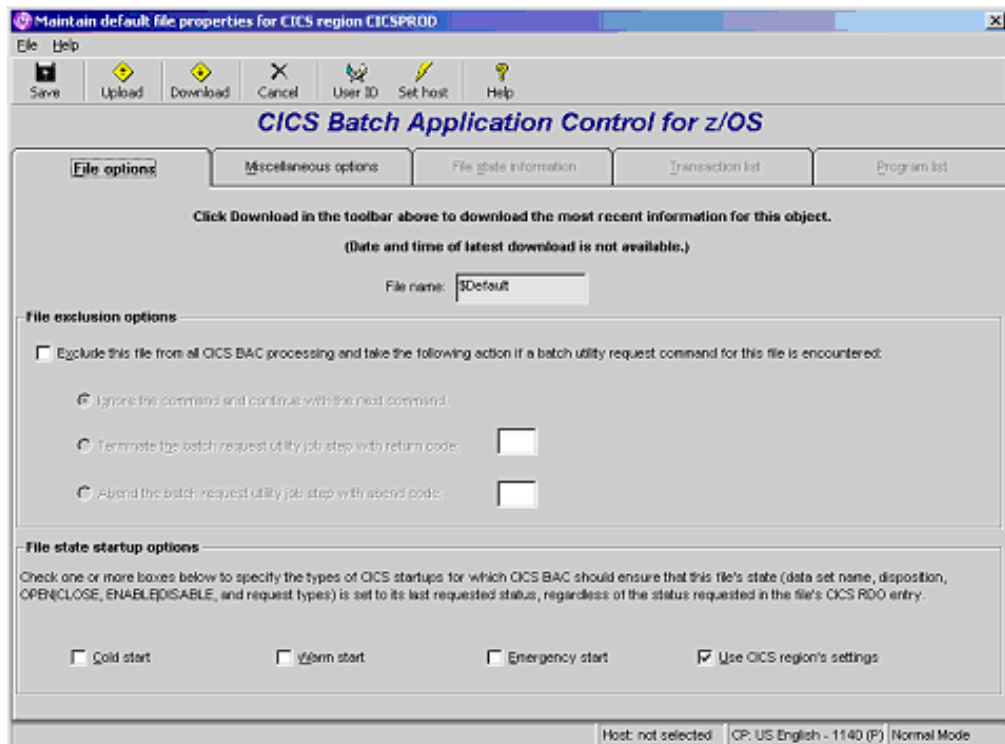 Maintain default file properties for CICS region CICSPROD
File Help
Save Upload Download Cancel User ID Set host Help
CICS Batch Application Control for z/OS
File options Miscellaneous options File state information Transaction list Program list
Click Download in the toolbar above to download the most recent information for this object.
(Date and time of latest download is not available.)
File name: $Default
File exclusion options
Exclude this file from all CICS BAC processing and take the following action if a batch utility request command for this file is encountered:
Ignore the command and continue with the next command.
Terminate the batch request utility job step with return code:
Abend the batch request utility job step with abend code:
File state startup options
Check one or more boxes below to specify the types of CICS startups for which CICS BAC should ensure that this file's state (data set name, disposition,
OPEN|CLOSE, ENABLE|DISABLE, and request types) is set to its last requested status, regardless of the status requested in the file's CICS RDO entry.
Cold start Warm start Emergency start Use CICS region's settings
Host: not selected CP: US English - 1140 (P) Normal Mode